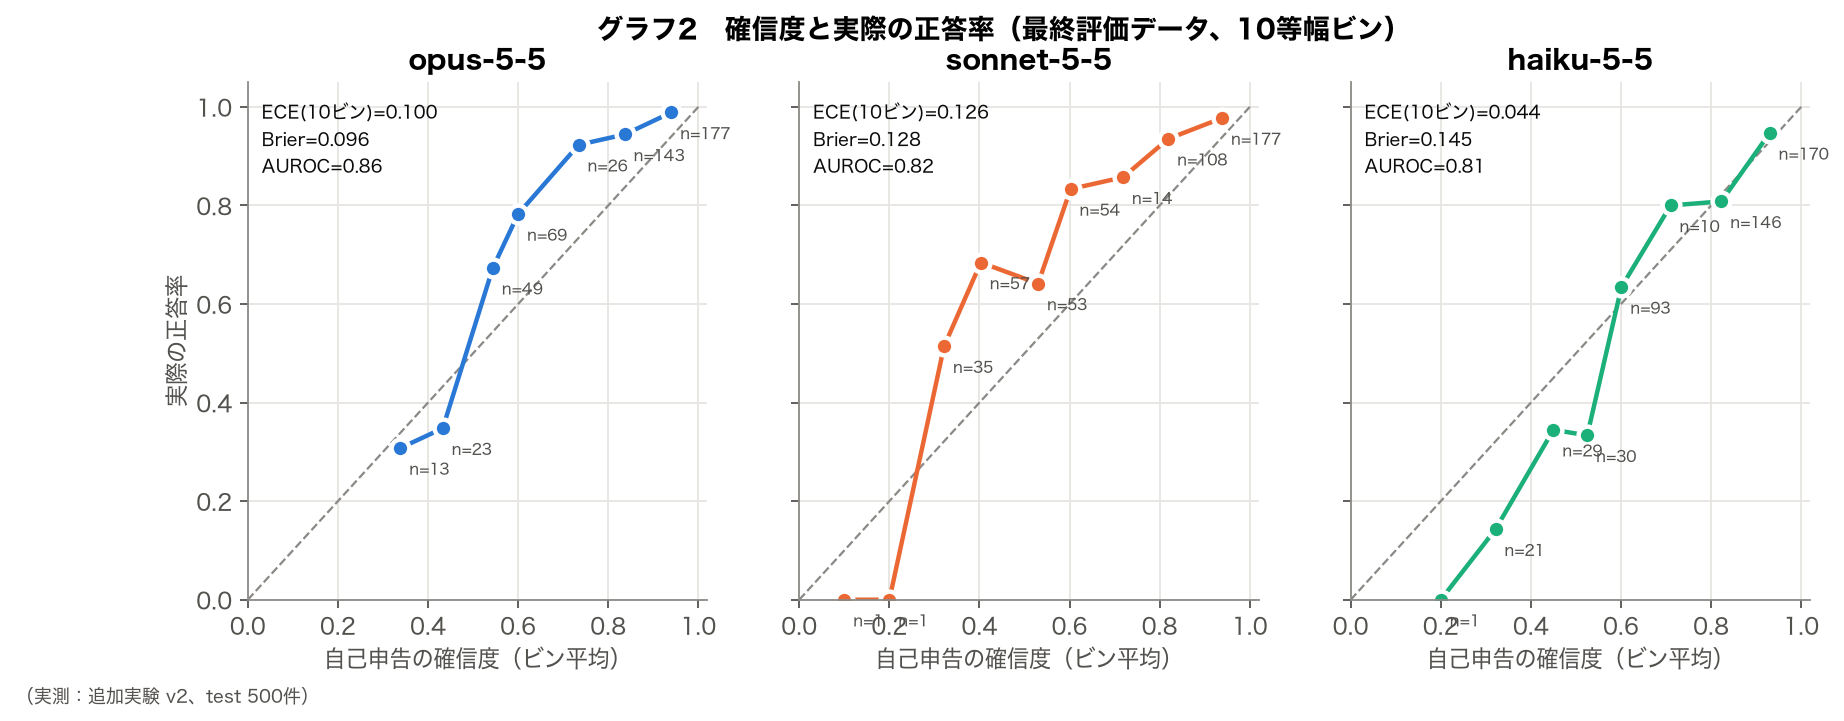 グラフ2　確信度と実際の正答率（最終評価データ、10等幅ビン）
opus-5-5
ECE(10ビン)=0.100
Brier=0.096
AUROC=0.86
n=177
n=143
n=26
n=69
n=49
n=23
n=13
実際の正答率
1.0
0.8
0.6
0.4
0.2
0.0
0.0 0.2 0.4 0.6 0.8 1.0
自己申告の確信度（ビン平均）
sonnet-5-5
ECE(10ビン)=0.126
Brier=0.128
AUROC=0.82
n=177
n=108
n=14
n=54
n=57
n=53
n=35
n=1 n=1
0.0 0.2 0.4 0.6 0.8 1.0
自己申告の確信度（ビン平均）
haiku-5-5
ECE(10ビン)=0.044
Brier=0.145
AUROC=0.81
n=170
n=146
n=10
n=93
n=29
n=30
n=21
n=1
0.0 0.2 0.4 0.6 0.8 1.0
自己申告の確信度（ビン平均）
（実測：追加実験 v2、test 500件）